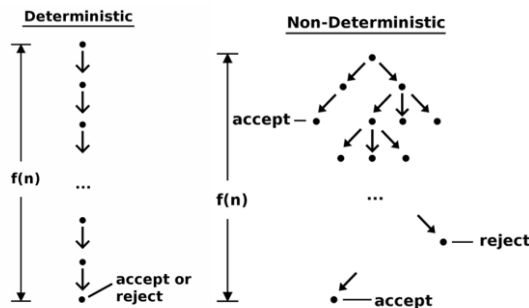 Deterministic
f(n)
...
accept or
reject
Non-Deterministic
accept
f(n)
...
reject
accept